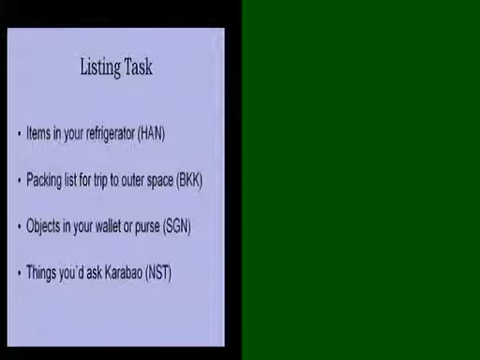 Listing Task
• Items in your refrigerator (HAN)
• Packing list for trip to outer space (BKK)
• Objects in your wallet or purse (SGN)
• Things you`d ask Karabao (NST)